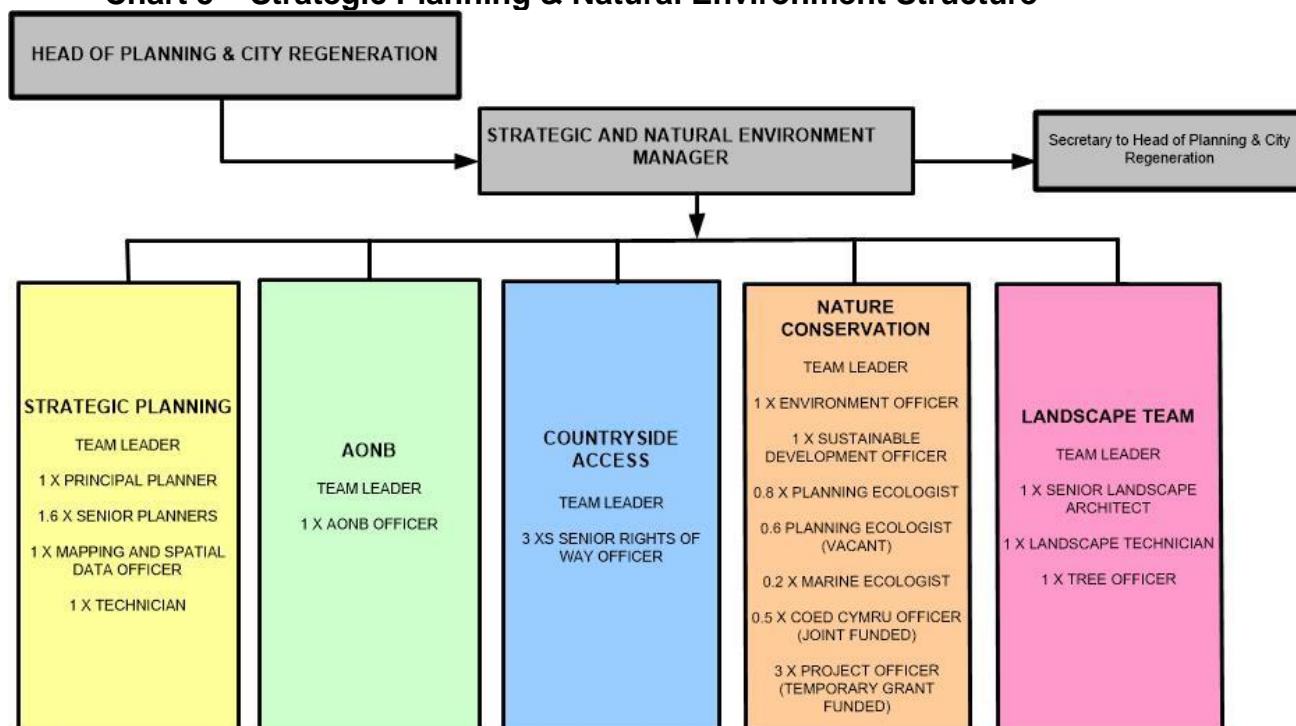 Strategic Planning & Natural Environment Structure
HEAD OF PLANNING & CITY REGENERATION
STRATEGIC AND NATURAL ENVIRONMENT
MANAGER
Secretary to Head of Planning & City
Regeneration
STRATEGIC PLANNING
TEAM LEADER
1 X PRINCIPAL PLANNER
1.6 X SENIOR PLANNERS
1 X MAPPING AND SPATIAL
DATA OFFICER
1 X TECHNICIAN
AONB
TEAM LEADER
1 X AONB OFFICER
COUNTRYSIDE
ACCESS
TEAM LEADER
3 XS SENIOR RIGHTS OF
WAY OFFICER
NATURE
CONSERVATION
TEAM LEADER
1 X ENVIRONMENT OFFICER
1 X SUSTAINABLE
DEVELOPMENT OFFICER
0.8 X PLANNING ECOLOGIST
0.6 PLANNING ECOLOGIST
(VACANT)
0.2 X MARINE ECOLOGIST
0.5 X COED CYMRU OFFICER
(JOINT FUNDED)
3 X PROJECT OFFICER
(TEMPORARY GRANT
FUNDED)
LANDSCAPE TEAM
TEAM LEADER
1 X SENIOR LANDSCAPE
ARCHITECT
1 X LANDSCAPE TECHNICIAN
1 X TREE OFFICER